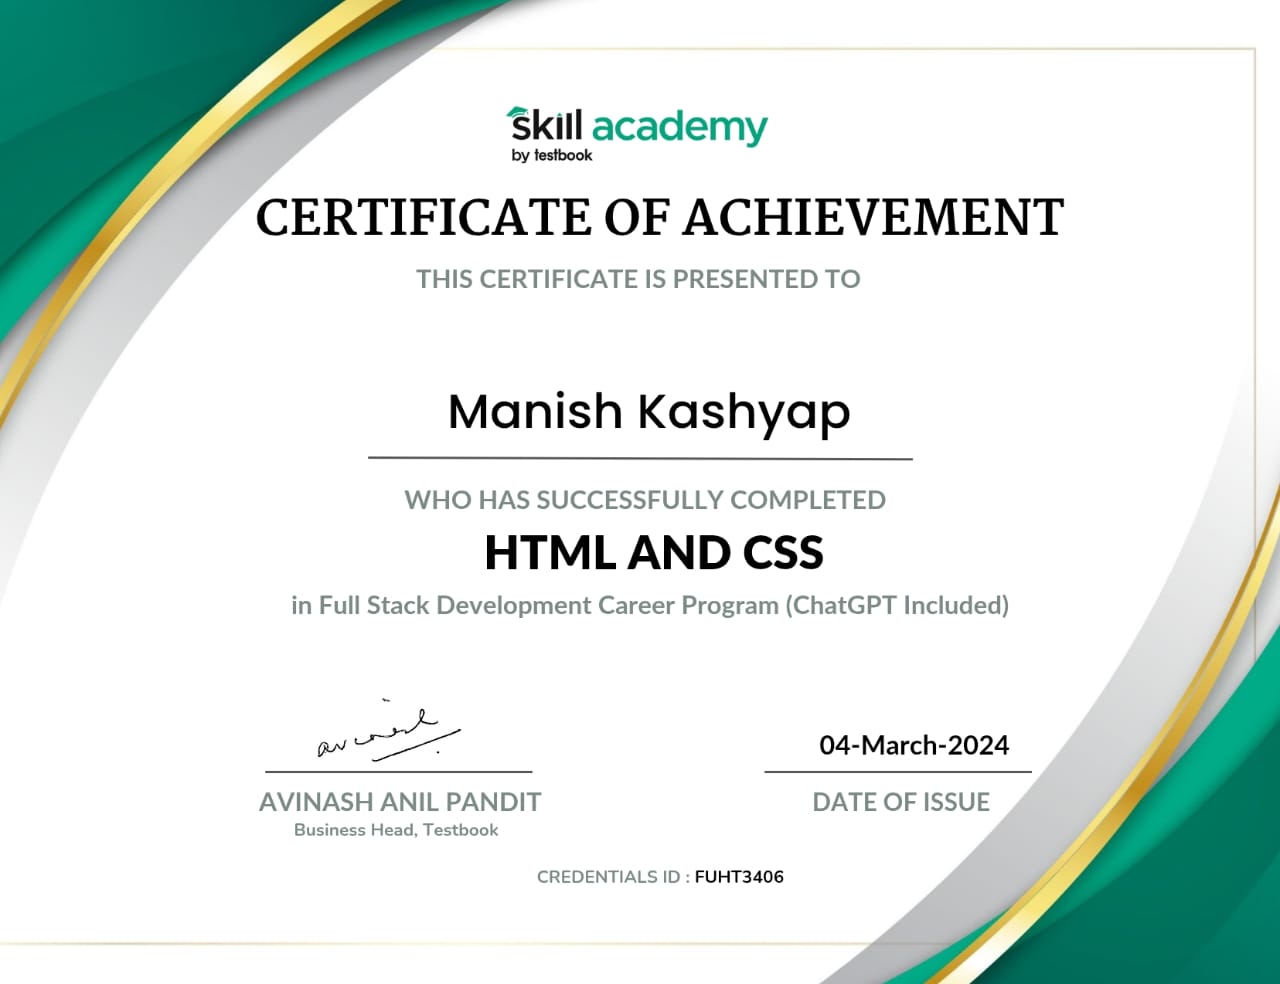 skill academy
by testbook
CERTIFICATE OF ACHIEVEMENT
THIS CERTIFICATE IS PRESENTED TO
Manish Kashyap
WHO HAS SUCCESSFULLY COMPLETED
HTML AND CSS
in Full Stack Development Career Program (ChatGPT Included)
avinash
04-March-2024
AVINASH ANIL PANDIT
DATE OF ISSUE
Business Head, Testbook
CREDENTIALS ID : FUHT3406